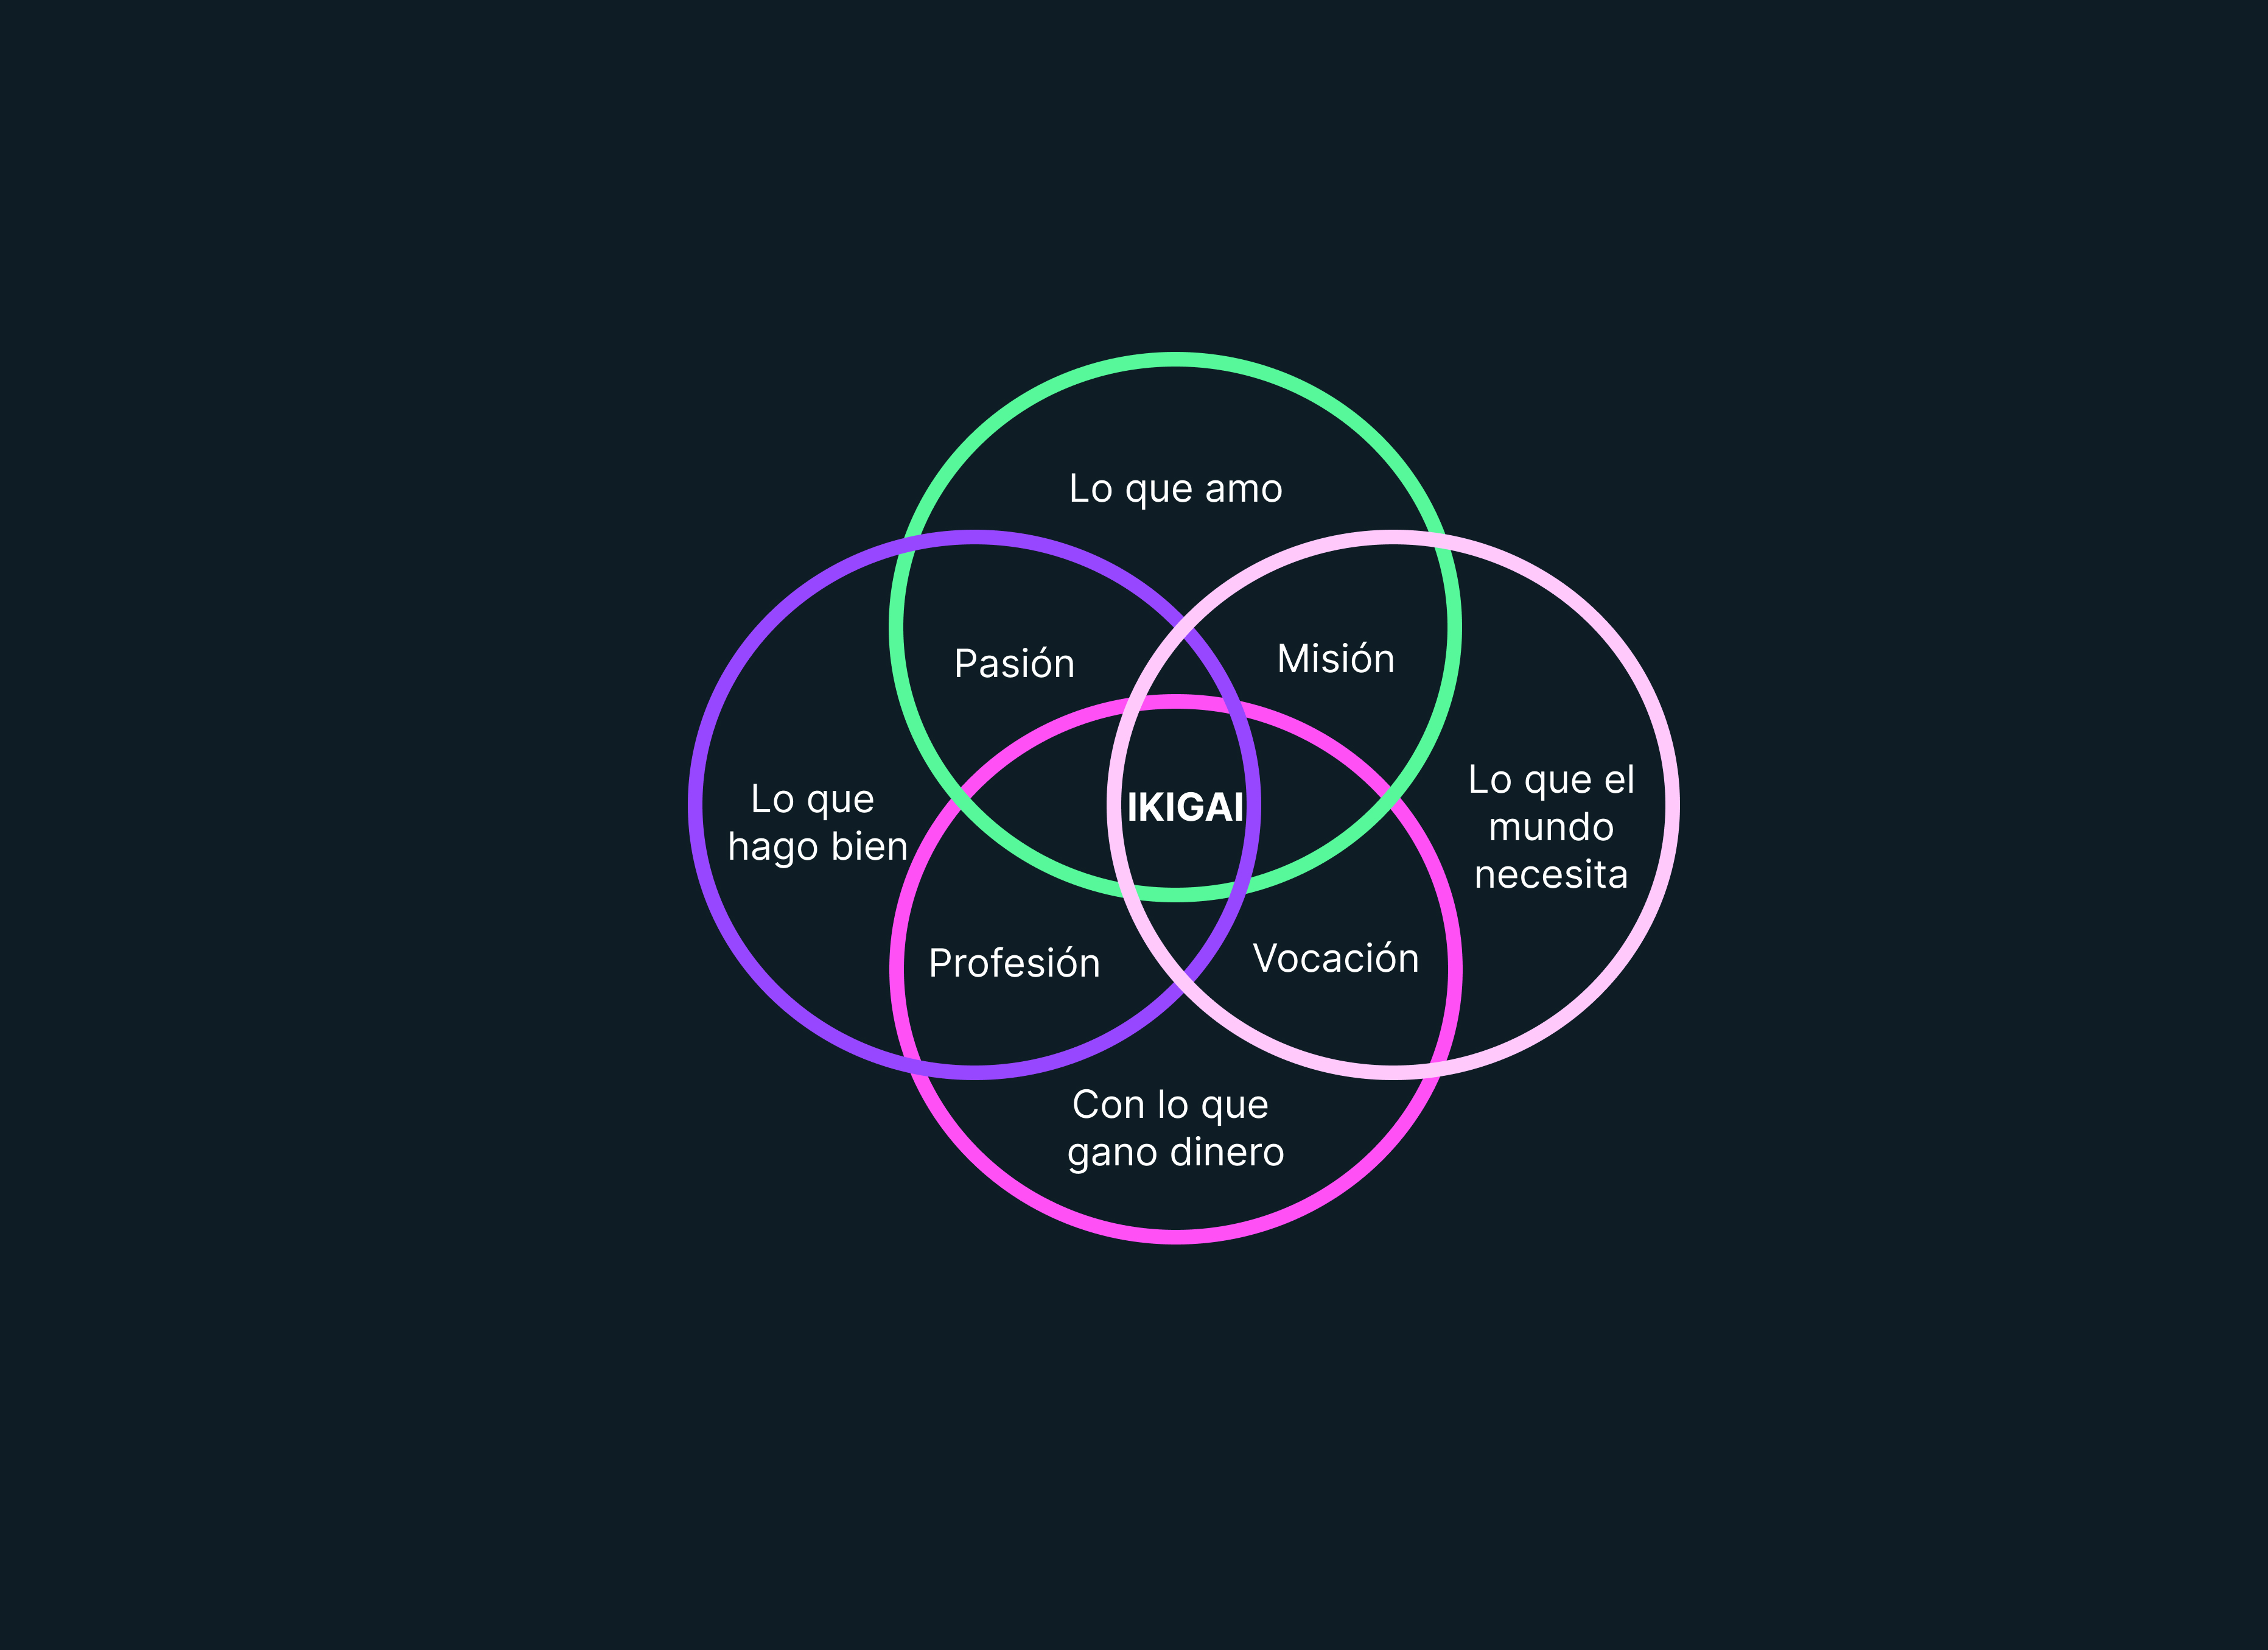 Lo que amo
Pasión
Misión
Lo que
hago bien
IKIGAI
Lo que el
mundo
necesita
Profesión
Vocación
Con lo que
gano dinero